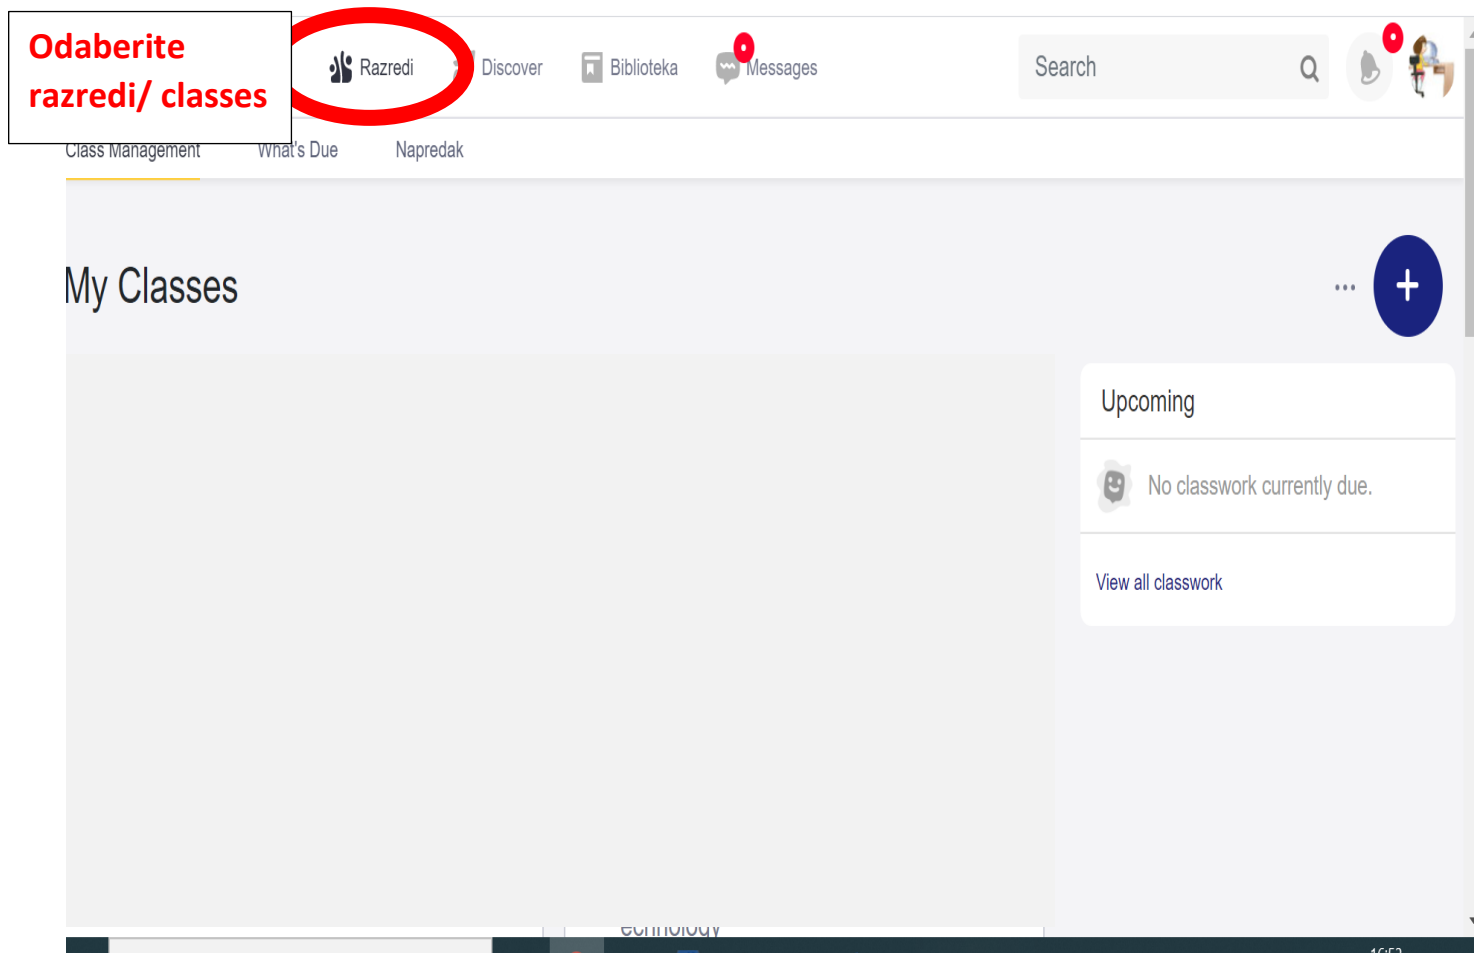 Odaberite
razredi/ classes
Razredi
Discover
Biblioteka
Messages
Search
Class Management
What's Due
Napredak
My Classes
Upcoming
No classwork currently due.
View all classwork